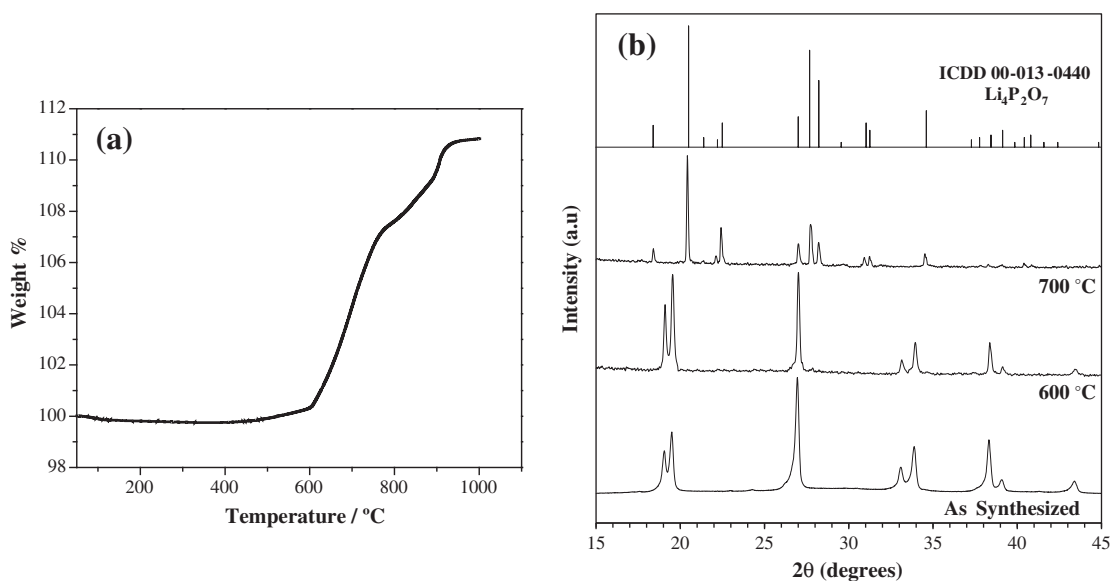 (a)
112
110
108
106
104
102
100
98
Weight %
200 400 600 800 1000
Temperature / ºC
(b)
ICDD 00-013-0440
Li₄P₂O₇
700 °C
600 °C
As Synthesized
Intensity (a.u)
15 20 25 30 35 40 45
2θ (degrees)